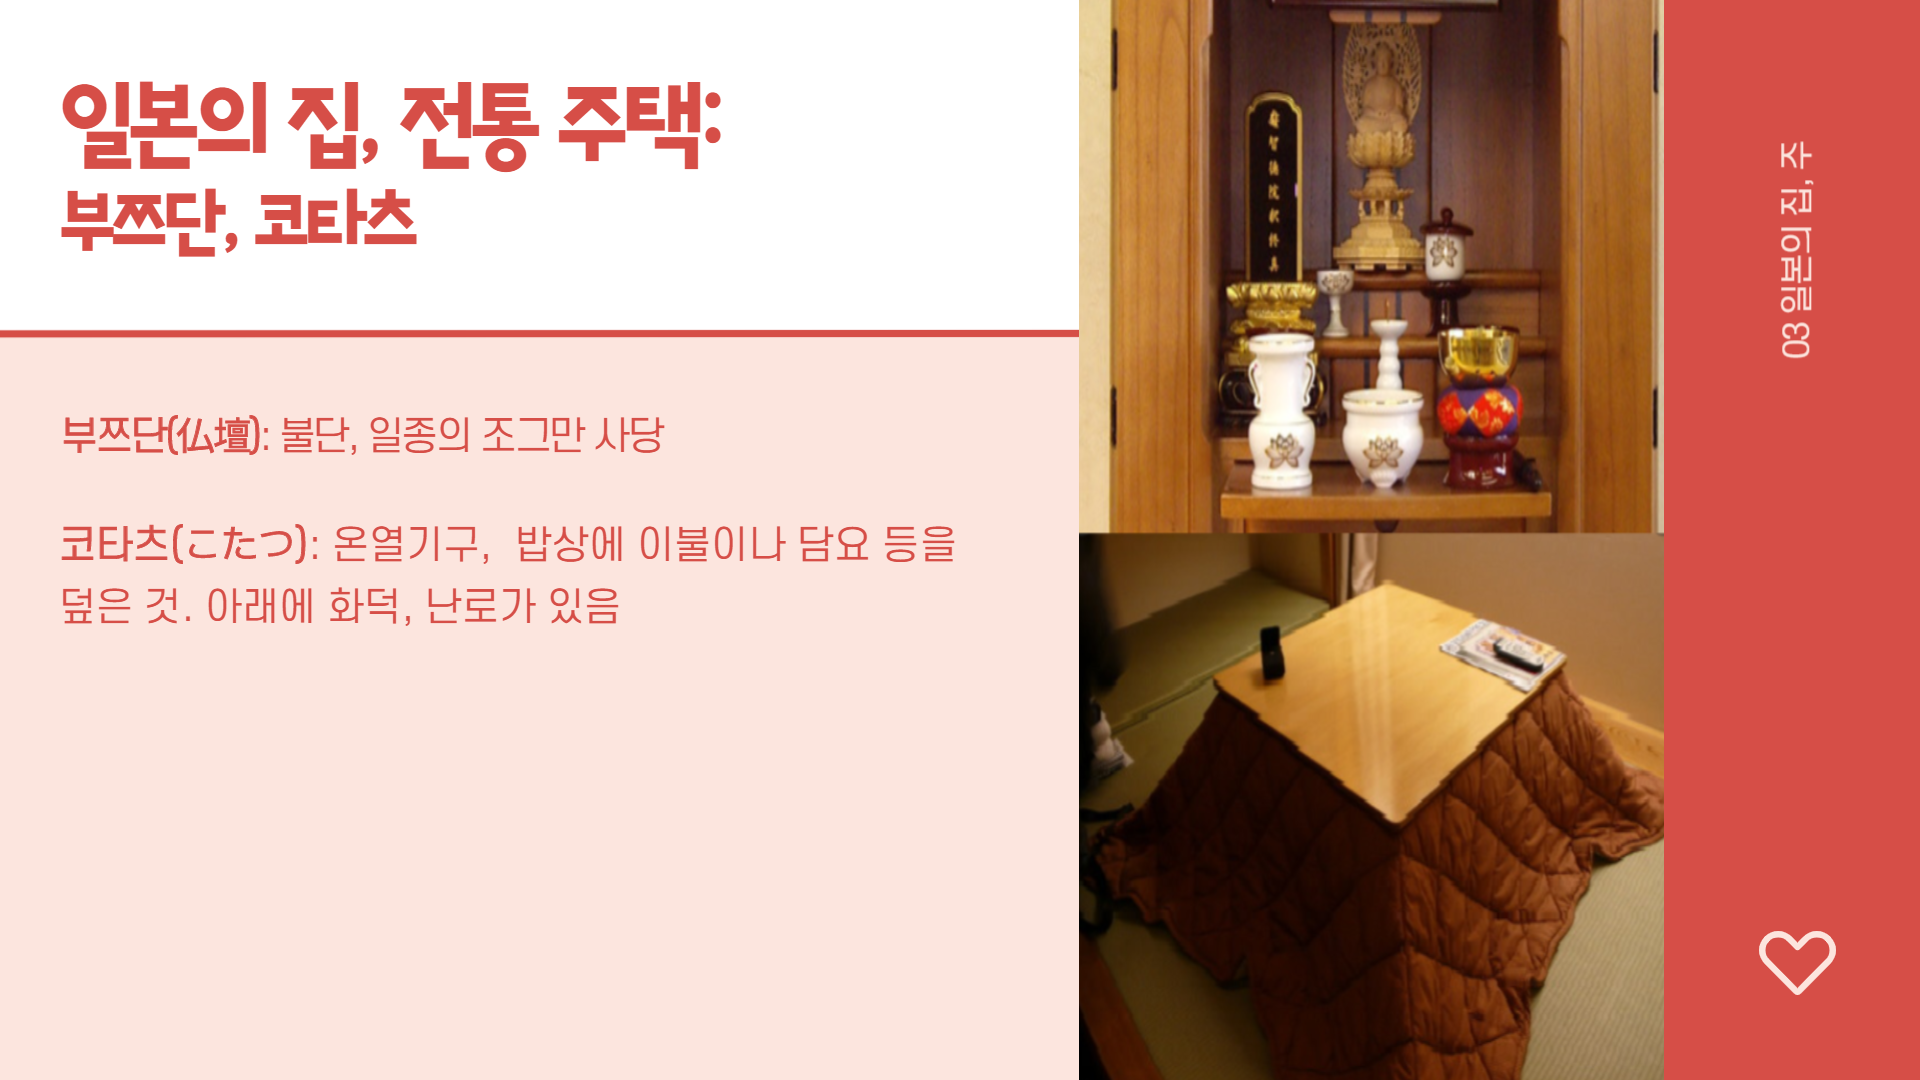 일본의 집, 전통 주택:
부쯔단, 코타츠
부쯔단(仏壇): 불단, 일종의 조그만 사당
코타츠(こたつ): 온열기구,  밥상에 이불이나 담요 등을
덮은 것. 아래에 화덕, 난로가 있음
03 일본의 집, 주